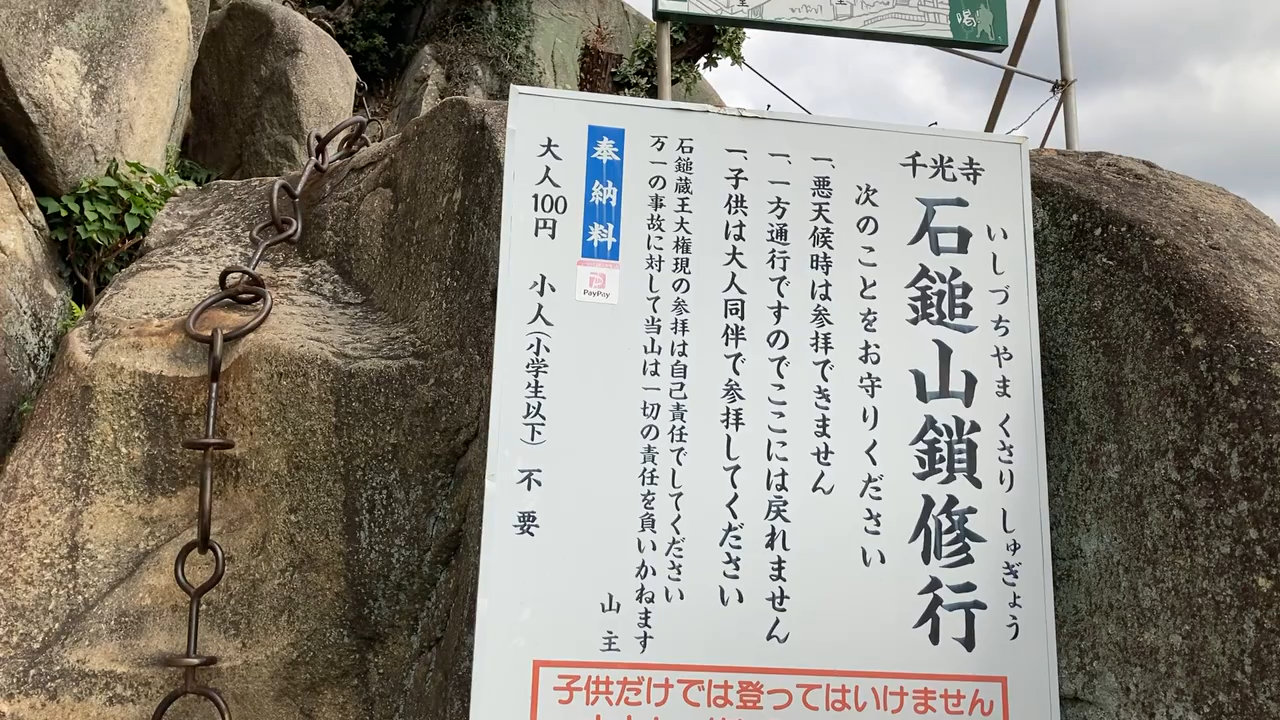 喝
千光寺
石鎚山鎖修行
いしづちやま くさり しゅぎょう
次のことをお守りください
一、悪天候時は参拝できません
一、一方通行ですのでここには戻れません
一、子供は大人同伴で参拝してください
石鎚蔵王大権現の参拝は自己責任でしてください
万一の事故に対して当山は一切の責任を負いかねます
山主
奉納料
PayPay
大人100円 小人(小学生以下)不要
子供だけでは登ってはいけません